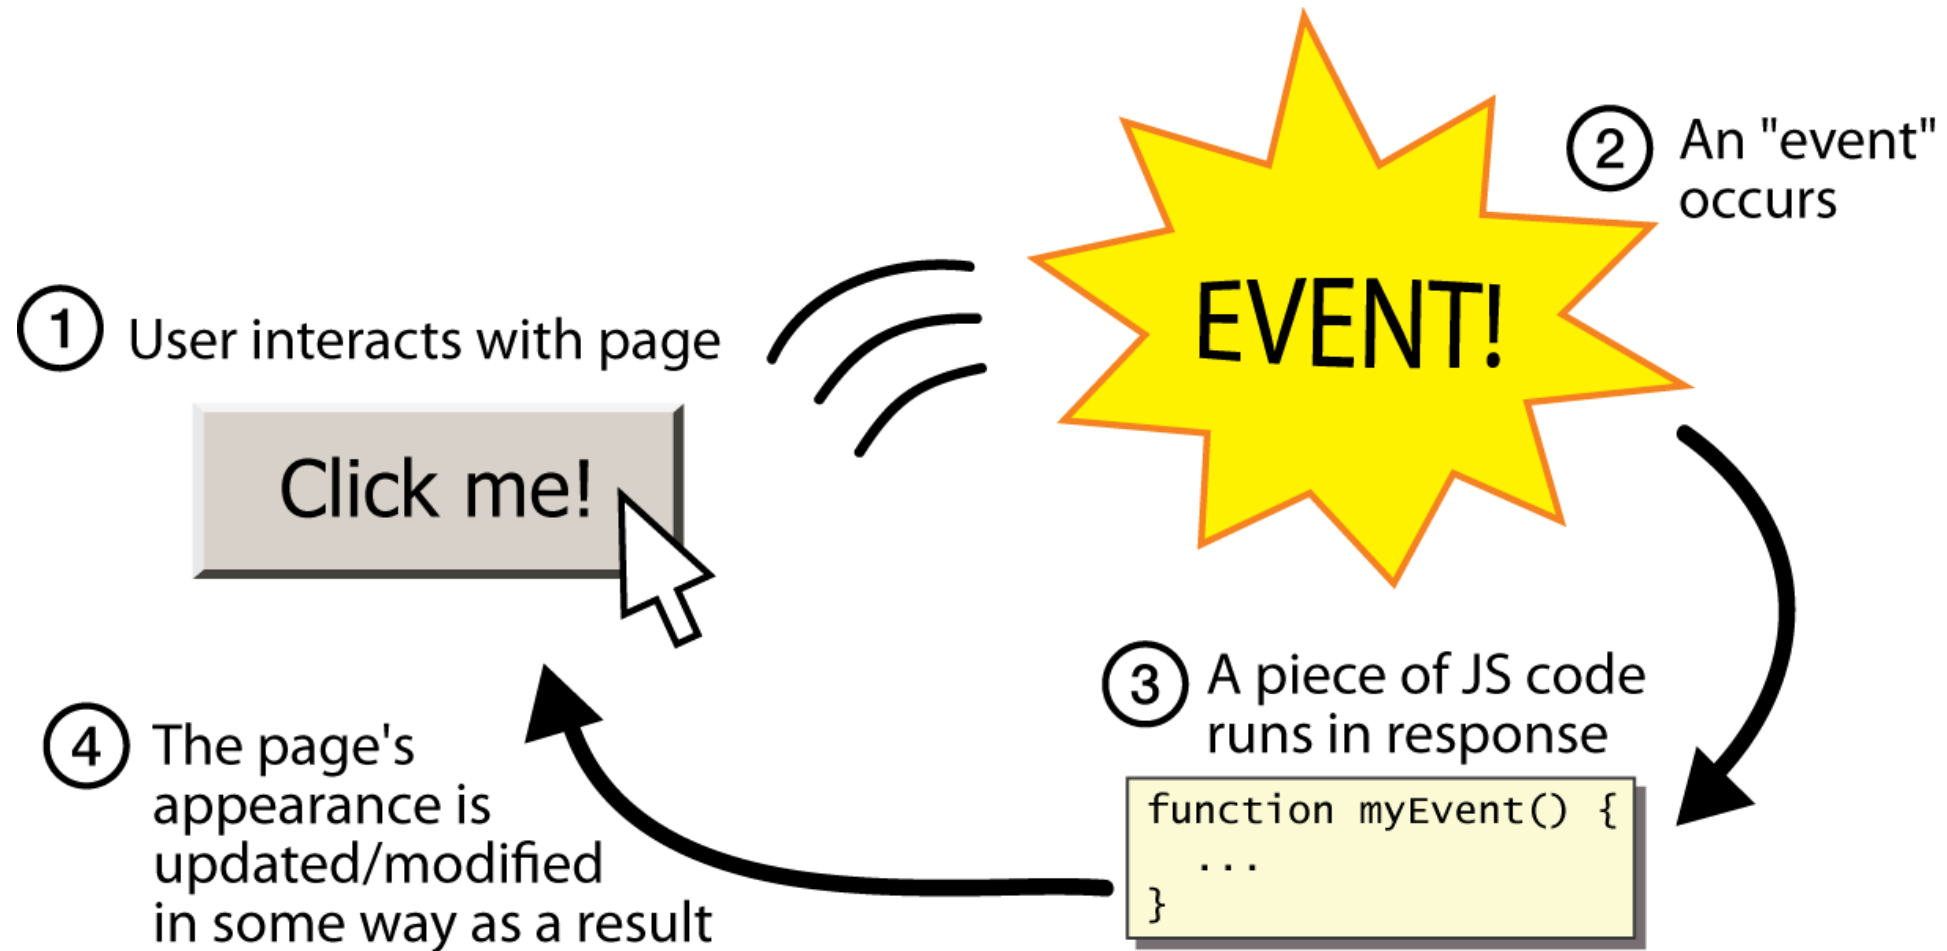 1 User interacts with page
Click me!
EVENT!
2 An "event"
occurs
3 A piece of JS code
runs in response
function myEvent() {
...
}
4 The page's
appearance is
updated/modified
in some way as a result